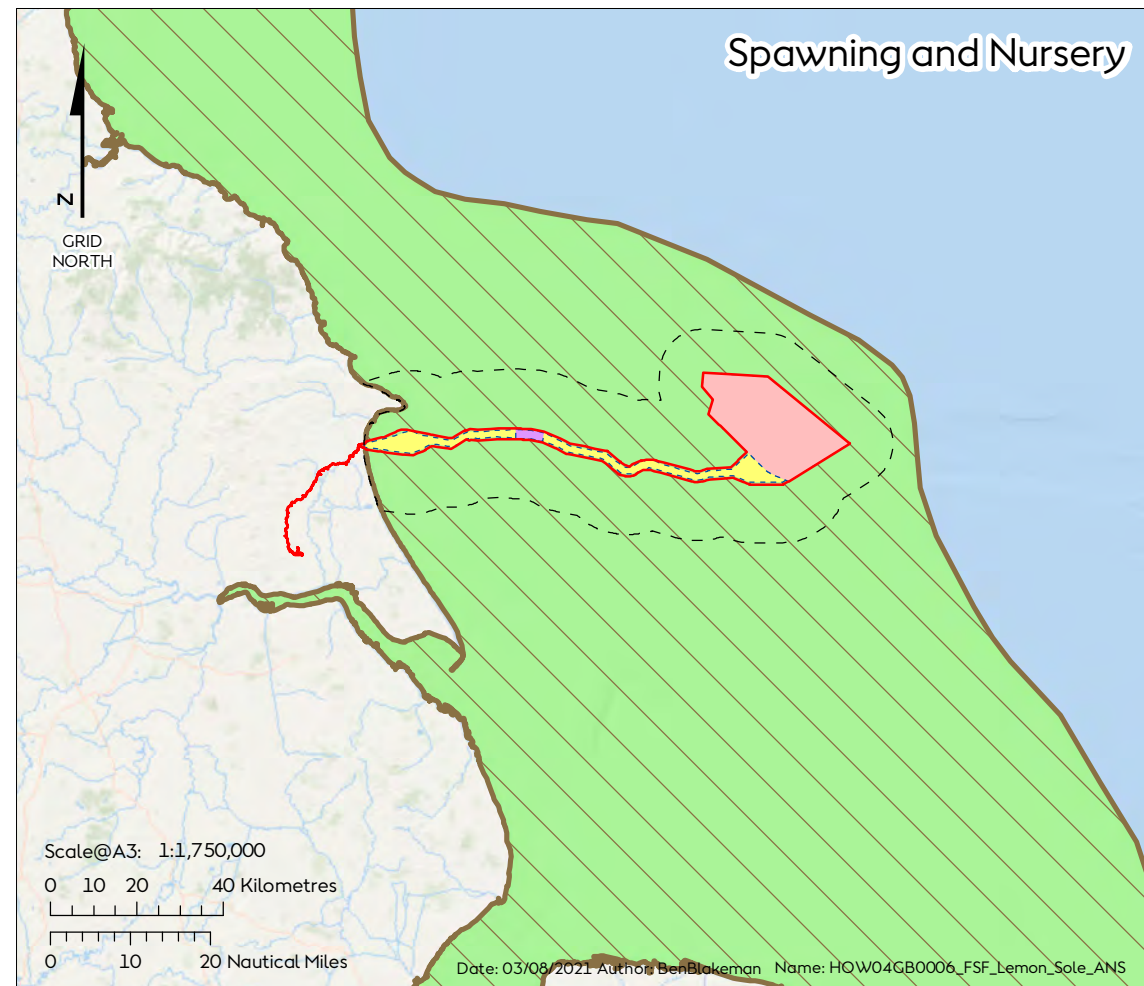 Spawning and Nursery
N
GRID
NORTH
Scale@A3: 1:1,750,000
0 10 20 40 Kilometres
0 10 20 Nautical Miles
Date: 03/08/2021 Author: BenBlakeman Name: HOW04GB0006_FSF_Lemon_Sole_ANS